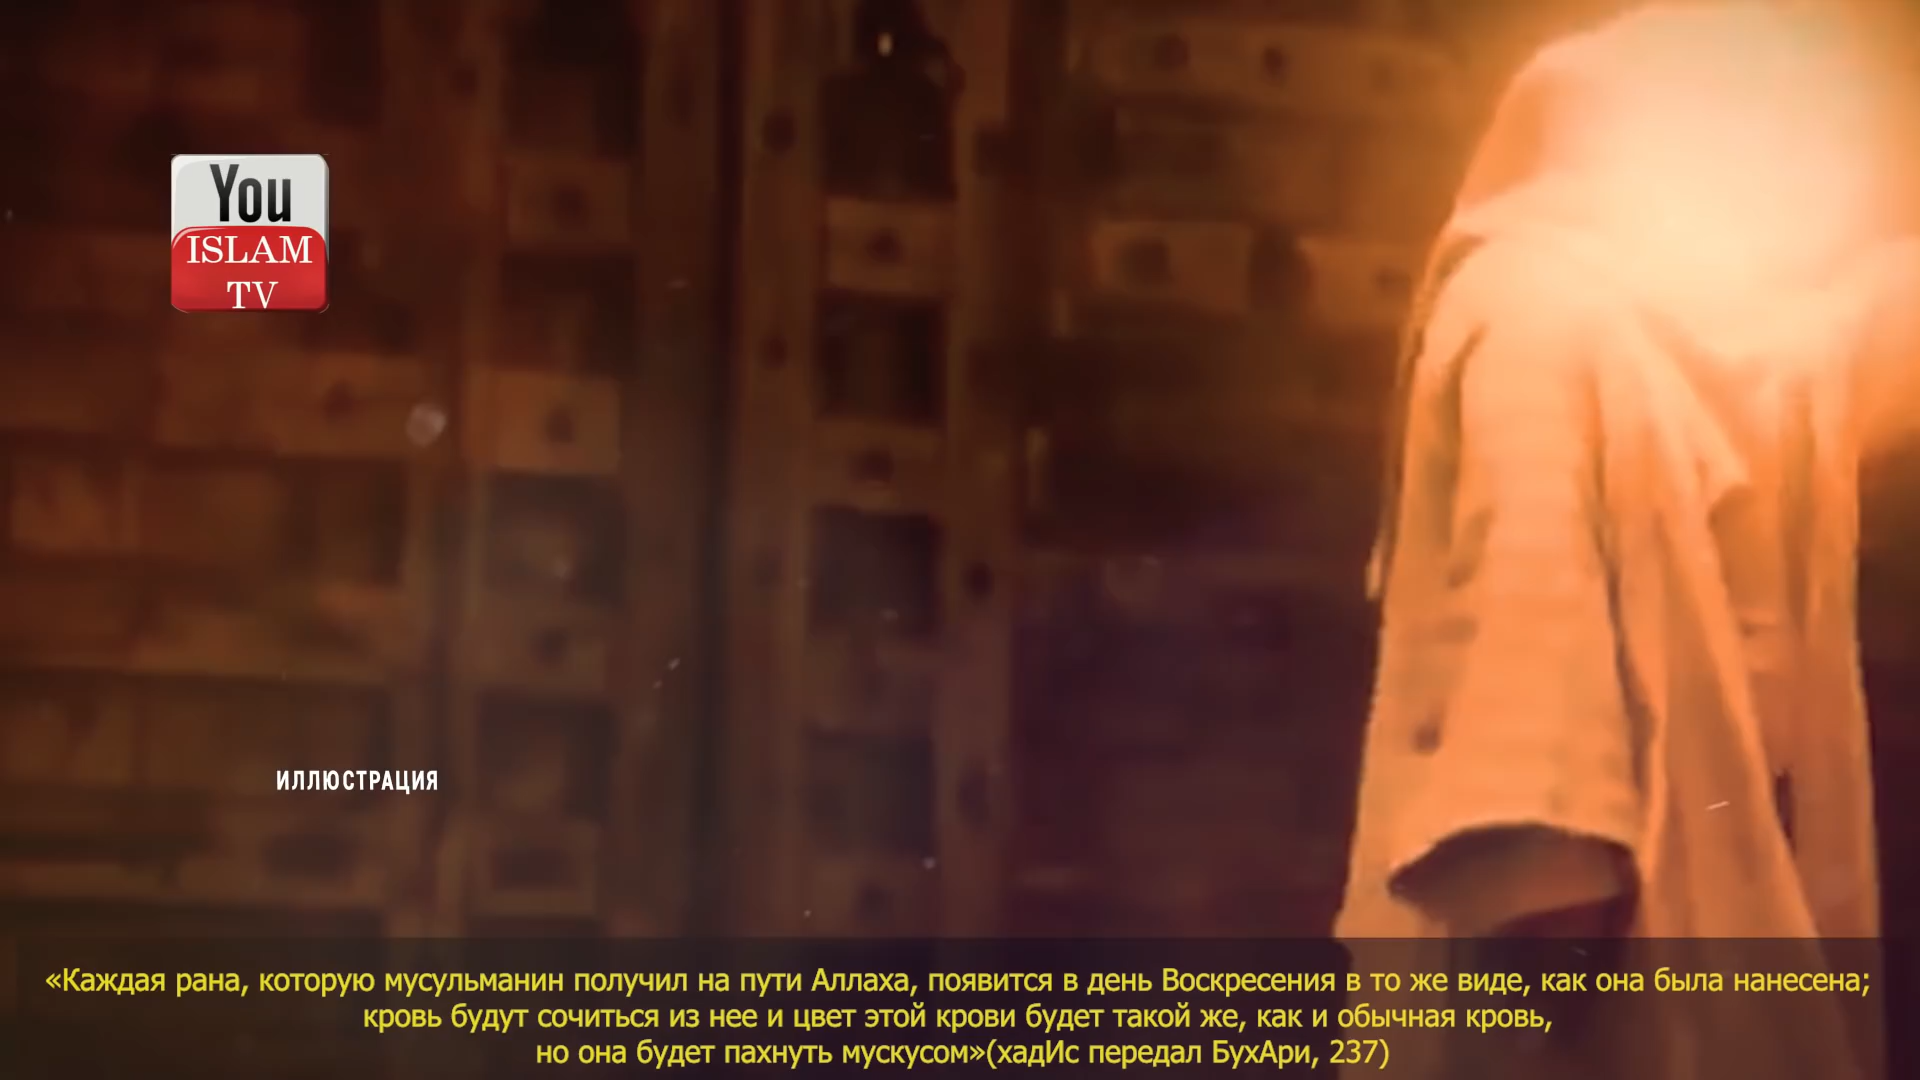 You
ISLAM
TV
ИЛЛЮСТРАЦИЯ
«Каждая рана, которую мусульманин получил на пути Аллаха, появится в день Воскресения в то же виде, как она была нанесена;
кровь будут сочиться из нее и цвет этой крови будет такой же, как и обычная кровь,
но она будет пахнуть мускусом»(хадИс передал БухАри, 237)